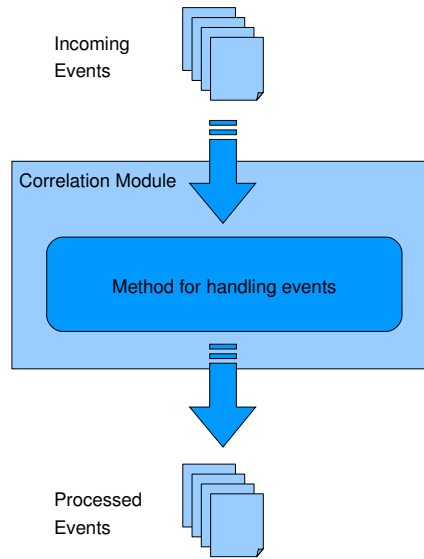 Incoming
Events
Correlation Module
Method for handling events
Processed
Events